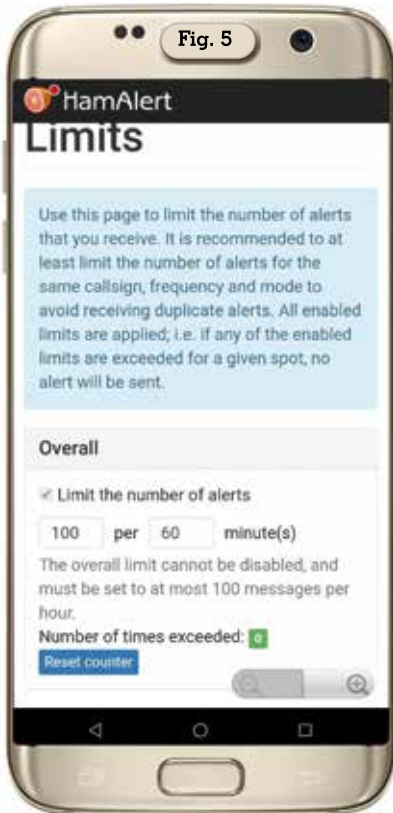 Fig. 5
HamAlert
Limits
Use this page to limit the number of alerts
that you receive. It is recommended to at
least limit the number of alerts for the
same callsign, frequency and mode to
avoid receiving duplicate alerts. All enabled
limits are applied; i.e. if any of the enabled
limits are exceeded for a given spot, no
alert will be sent.
Overall
Limit the number of alerts
100 per 60 minute(s)
The overall limit cannot be disabled, and
must be set to at most 100 messages per
hour.
Number of times exceeded: 0
Reset counter